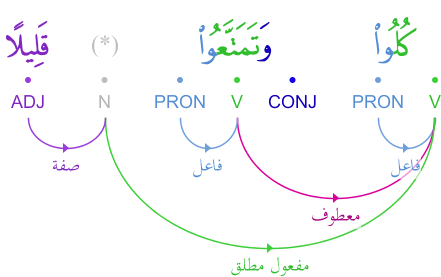 كُلُوا۟ وَتَمَتَّعُوا۟ (*) قَلِيلًا
V PRON CONJ V PRON N ADJ
فاعل فاعل صفة
معطوف
مفعول مطلق